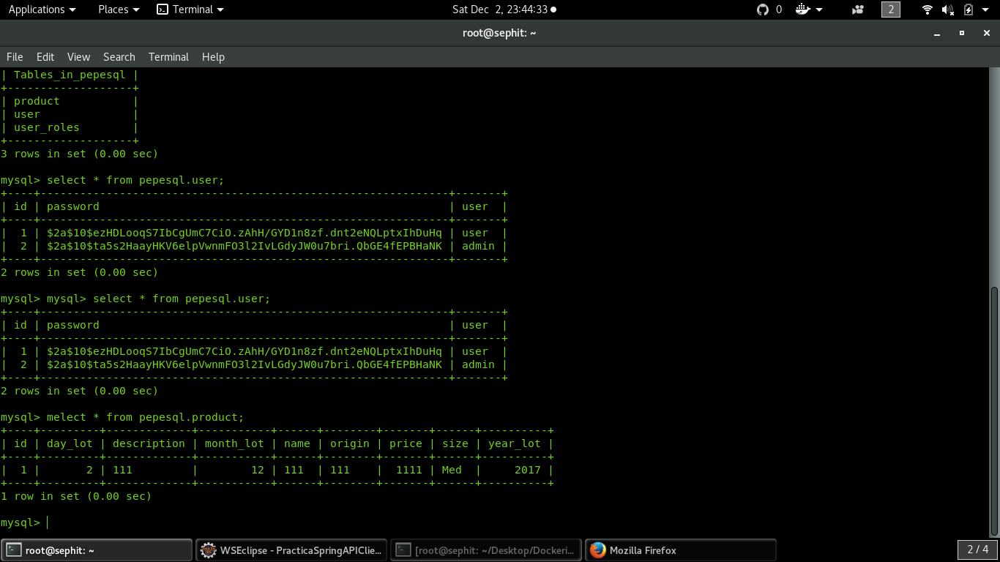 Applications Places Terminal Sat Dec 2, 23:44:33 0 2
root@sephit: ~
File Edit View Search Terminal Help
| Tables_in_pepesql |
+-------------------+
| product           |
| user              |
| user_roles        |
+-------------------+
3 rows in set (0.00 sec)
mysql> select * from pepesql.user;
+----+--------------------------------------------------------------+-------+
| id | password                                                     | user  |
+----+--------------------------------------------------------------+-------+
|  1 | $2a$10$ezHDLooqS7IbCgUmC7CiO.zAhH/GYD1n8zf.dnt2eNQLptxIhDuHq | user  |
|  2 | $2a$10$ta5s2HaayHKV6elpVwnmFO3l2IvLGdyJW0u7bri.QbGE4fEPBHaNK | admin |
+----+--------------------------------------------------------------+-------+
2 rows in set (0.00 sec)
mysql> mysql> select * from pepesql.user;
+----+--------------------------------------------------------------+-------+
| id | password                                                     | user  |
+----+--------------------------------------------------------------+-------+
|  1 | $2a$10$ezHDLooqS7IbCgUmC7CiO.zAhH/GYD1n8zf.dnt2eNQLptxIhDuHq | user  |
|  2 | $2a$10$ta5s2HaayHKV6elpVwnmFO3l2IvLGdyJW0u7bri.QbGE4fEPBHaNK | admin |
+----+--------------------------------------------------------------+-------+
2 rows in set (0.00 sec)
mysql> melect * from pepesql.product;
+----+---------+-------------+-----------+------+--------+-------+------+----------+
| id | day_lot | description | month_lot | name | origin | price | size | year_lot |
+----+---------+-------------+-----------+------+--------+-------+------+----------+
|  1 |       2 | 111         |        12 | 111  | 111    |  1111 | Med  |     2017 |
+----+---------+-------------+-----------+------+--------+-------+------+----------+
1 row in set (0.00 sec)
mysql>
root@sephit: ~ WSEclipse - PracticaSpringAPIClie... [root@sephit: ~/Desktop/Dockeri... Mozilla Firefox 2 / 4